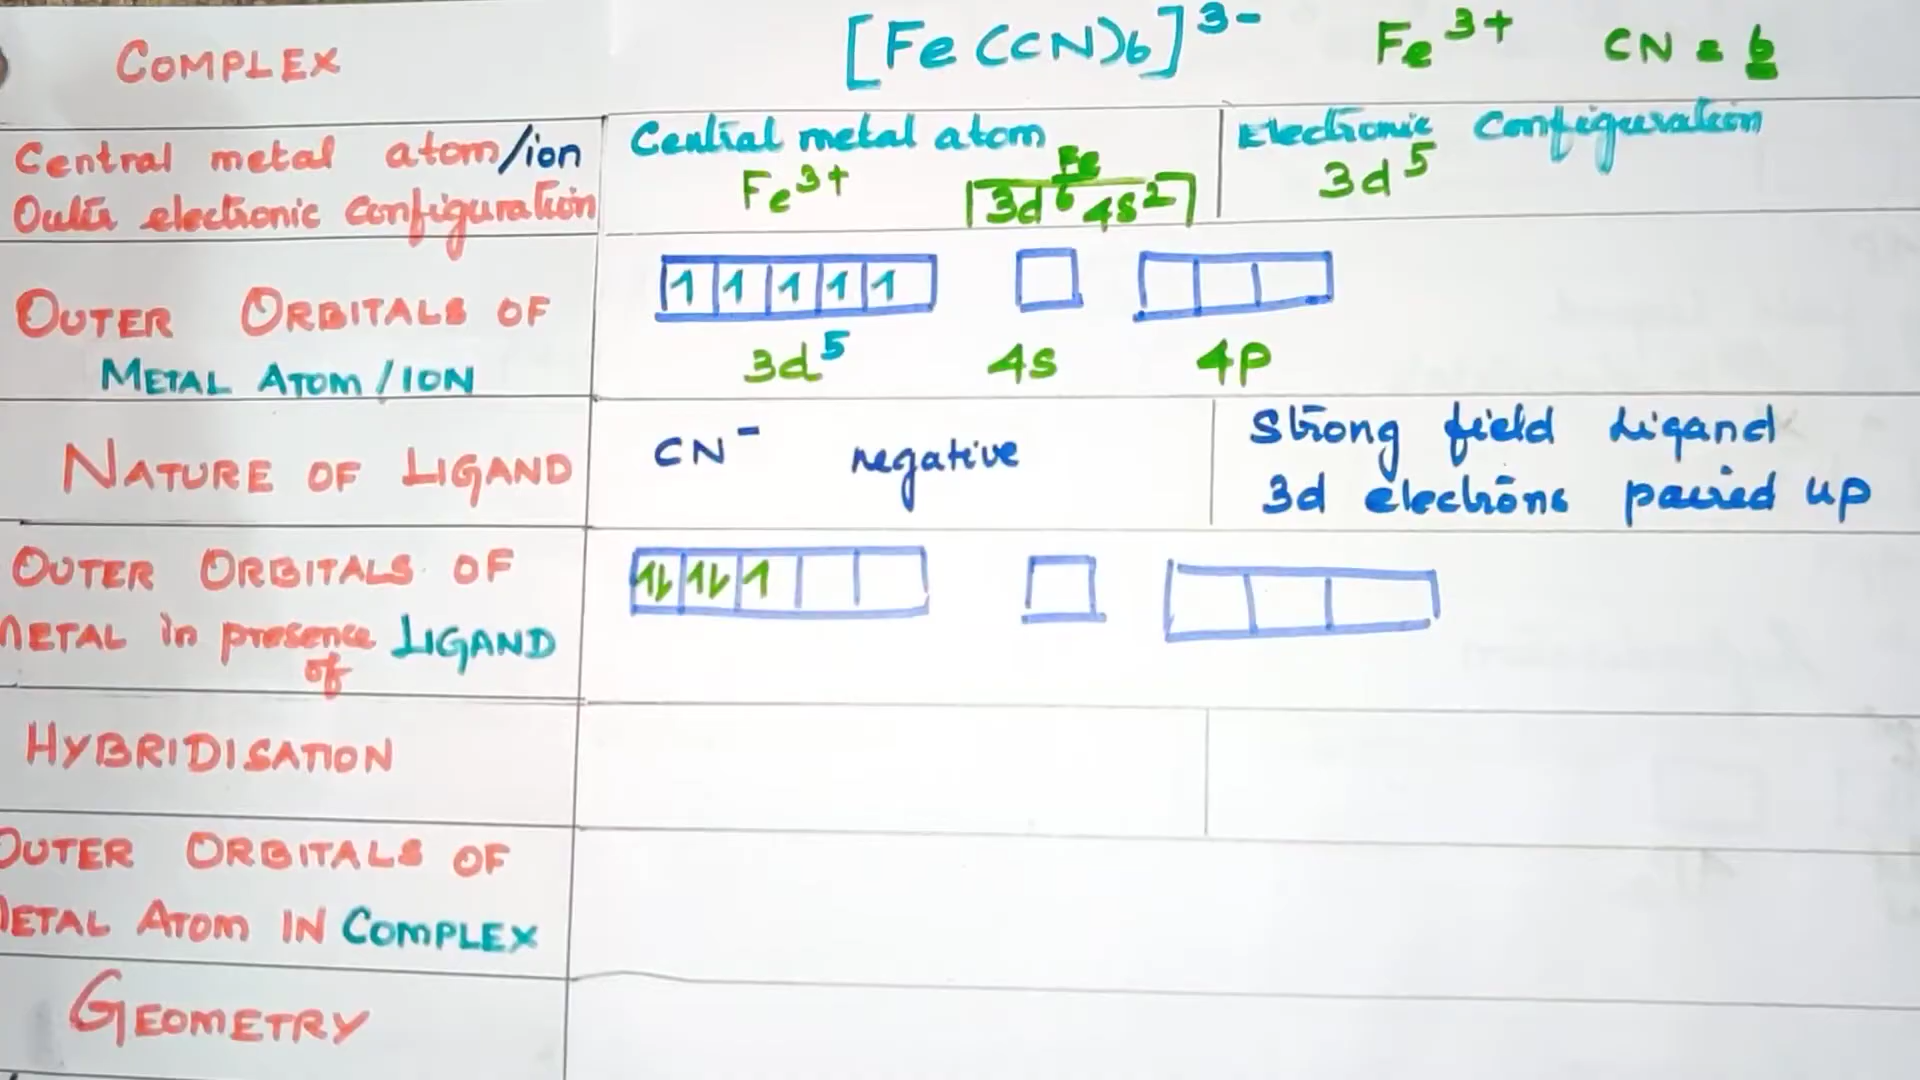 COMPLEX
[Fe(CN)6]3- Fe3+ CN = 6
Central metal atom/ion
Outer electronic configuration
Central metal atom
Fe3+
Fe
3d6 4s2
Electronic Configuration
3d5
OUTER ORBITALS OF
METAL ATOM/ION
1 1 1 1 1
3d5 4s 4p
NATURE OF LIGAND
CN- negative
Strong field Ligand
3d electrons paired up
OUTER ORBITALS OF
METAL in presence of LIGAND
1⇂ 1⇂ 1
HYBRIDISATION
OUTER ORBITALS OF
METAL ATOM IN COMPLEX
GEOMETRY